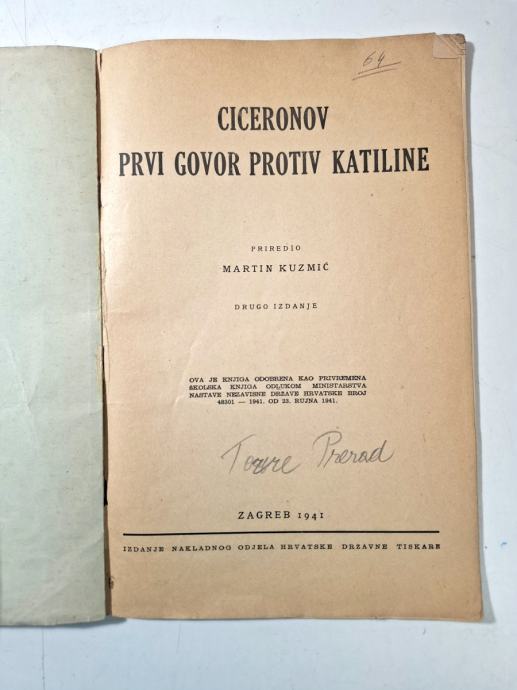 64
CICERONOV
PRVI GOVOR PROTIV KATILINE
PRIREDIO
MARTIN KUZMIĆ
DRUGO IZDANJE
OVA JE KNJIGA ODOBRENA KAO PRIVREMENA
ŠKOLSKA KNJIGA ODLUKOM MINISTARSTVA
NASTAVE NEZAVISNE DRŽAVE HRVATSKE BROJ
48301 — 1941. OD 23. RUJNA 1941.
Prerad
ZAGREB 1941
IZDANJE NAKLADNOG ODJELA HRVATSKE DRŽAVNE TISKARE